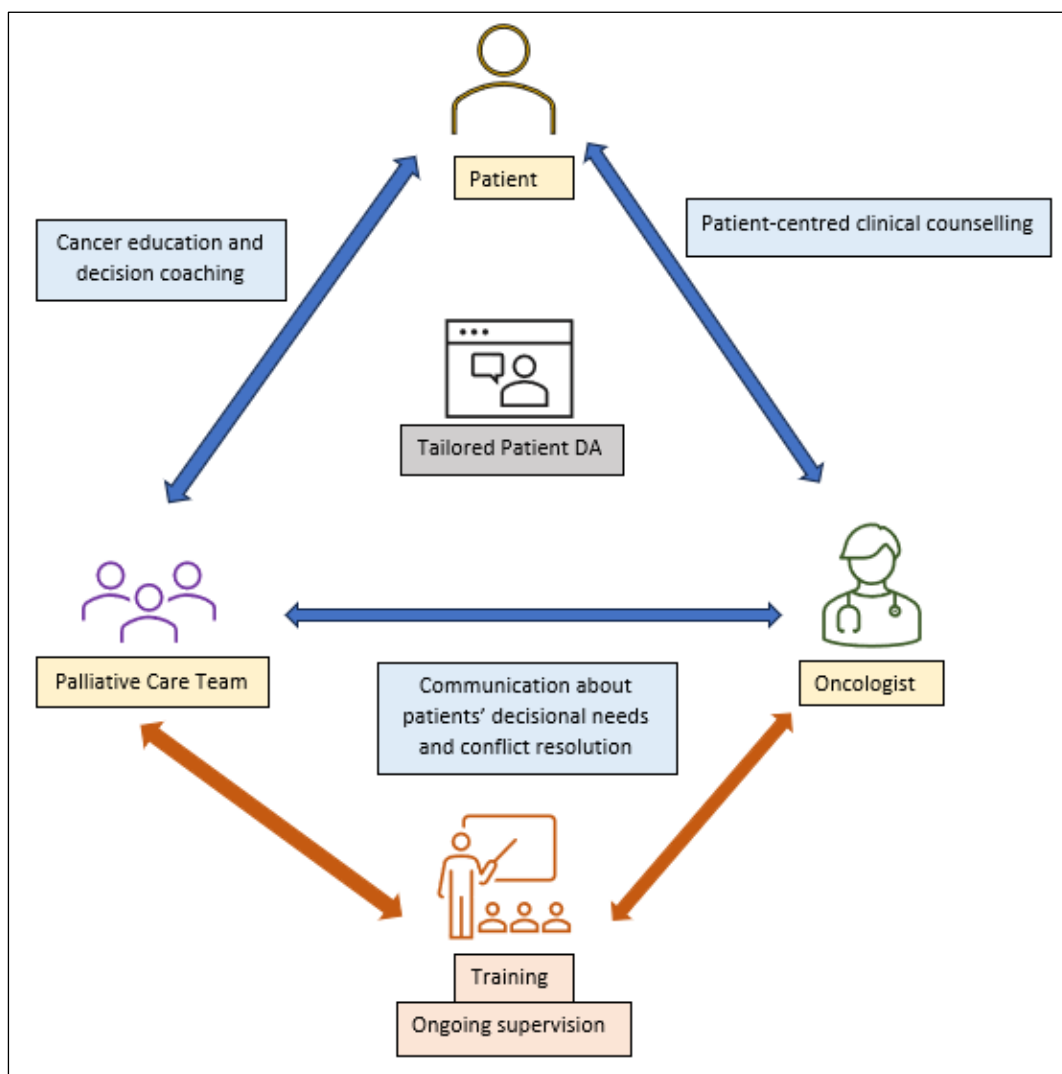 Patient
Cancer education and
decision coaching
Patient-centred clinical counselling
Tailored Patient DA
Palliative Care Team
Communication about
patients’ decisional needs
and conflict resolution
Oncologist
Training
Ongoing supervision